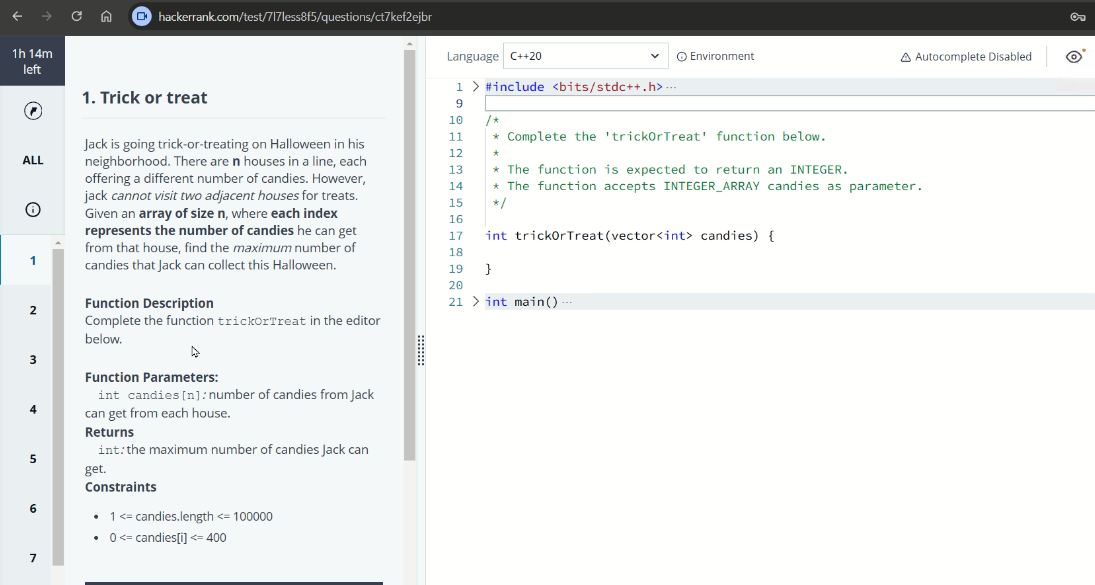 hackerrank.com/test/7l7less8f5/questions/ct7kef2ejbr
1h 14m
left
ALL
1
2
3
4
5
6
7
1. Trick or treat
Jack is going trick-or-treating on Halloween in his
neighborhood. There are n houses in a line, each
offering a different number of candies. However,
jack cannot visit two adjacent houses for treats.
Given an array of size n, where each index
represents the number of candies he can get
from that house, find the maximum number of
candies that Jack can collect this Halloween.
Function Description
Complete the function trickOrTreat in the editor
below.
Function Parameters:
int candies[n]:number of candies from Jack
can get from each house.
Returns
int:the maximum number of candies Jack can
get.
Constraints
• 1 <= candies.length <= 100000
• 0 <= candies[i] <= 400
Language C++20 Environment Autocomplete Disabled
1 #include <bits/stdc++.h>…
9
10 /*
11 * Complete the 'trickOrTreat' function below.
12 *
13 * The function is expected to return an INTEGER.
14 * The function accepts INTEGER_ARRAY candies as parameter.
15 */
16
17 int trickOrTreat(vector<int> candies) {
18
19 }
20
21 int main()…